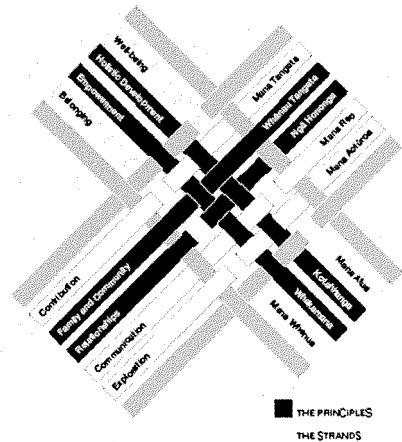 Well-being
Holistic Development
Empowerment
Belonging
Mana Tangata
Whānau Tangata
Ngā Hononga
Mana Reo
Mana Aotūroa
Contribution
Family and Community
Relationships
Communication
Exploration
Mana Atua
Kotahitanga
Whakamana
Mana Whenua
THE PRINCIPLES
THE STRANDS